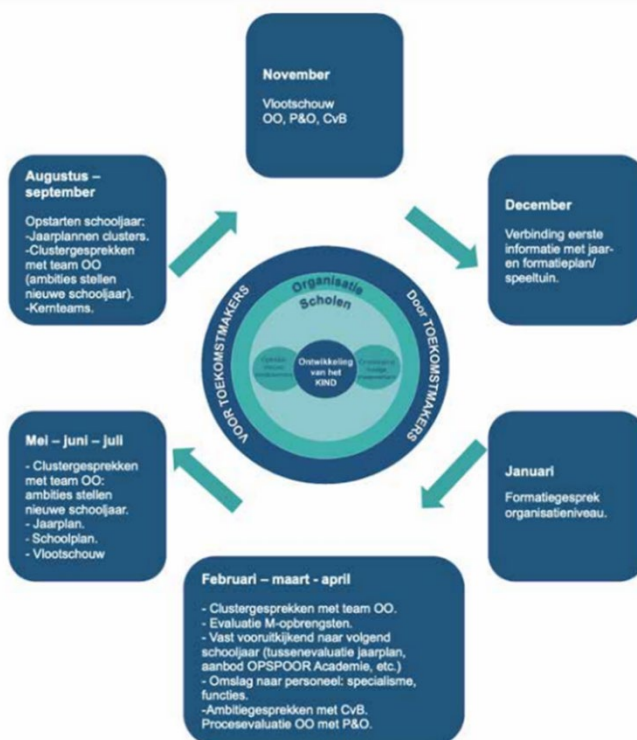 November
Vlootschouw
OO, P&O, CvB
December
Verbinding eerste
informatie met jaar-
en formatieplan/
speeltuin.
Januari
Formatiegesprek
organisatieniveau.
Februari – maart - april
- Clustergesprekken met team OO.
- Evaluatie M-opbrengsten.
- Vast vooruitkijkend naar volgend
schooljaar (tussenevaluatie jaarplan,
aanbod OPSPOOR Academie, etc.)
- Omslag naar personeel: specialisme,
functies.
-Ambitiegesprekken met CvB.
Procesevaluatie OO met P&O.
Mei – juni – juli
- Clustergesprekken
met team OO:
ambities stellen
nieuwe schooljaar.
- Jaarplan.
- Schoolplan.
- Vlootschouw
Augustus –
september
Opstarten schooljaar:
-Jaarplannen clusters.
-Clustergesprekken
met team OO
(ambities stellen
nieuwe schooljaar).
-Kernteams.
VOOR TOEKOMSTMAKERS
Door TOEKOMSTMAKERS
Organisatie
Scholen
Ontwikkeling
van het
KIND